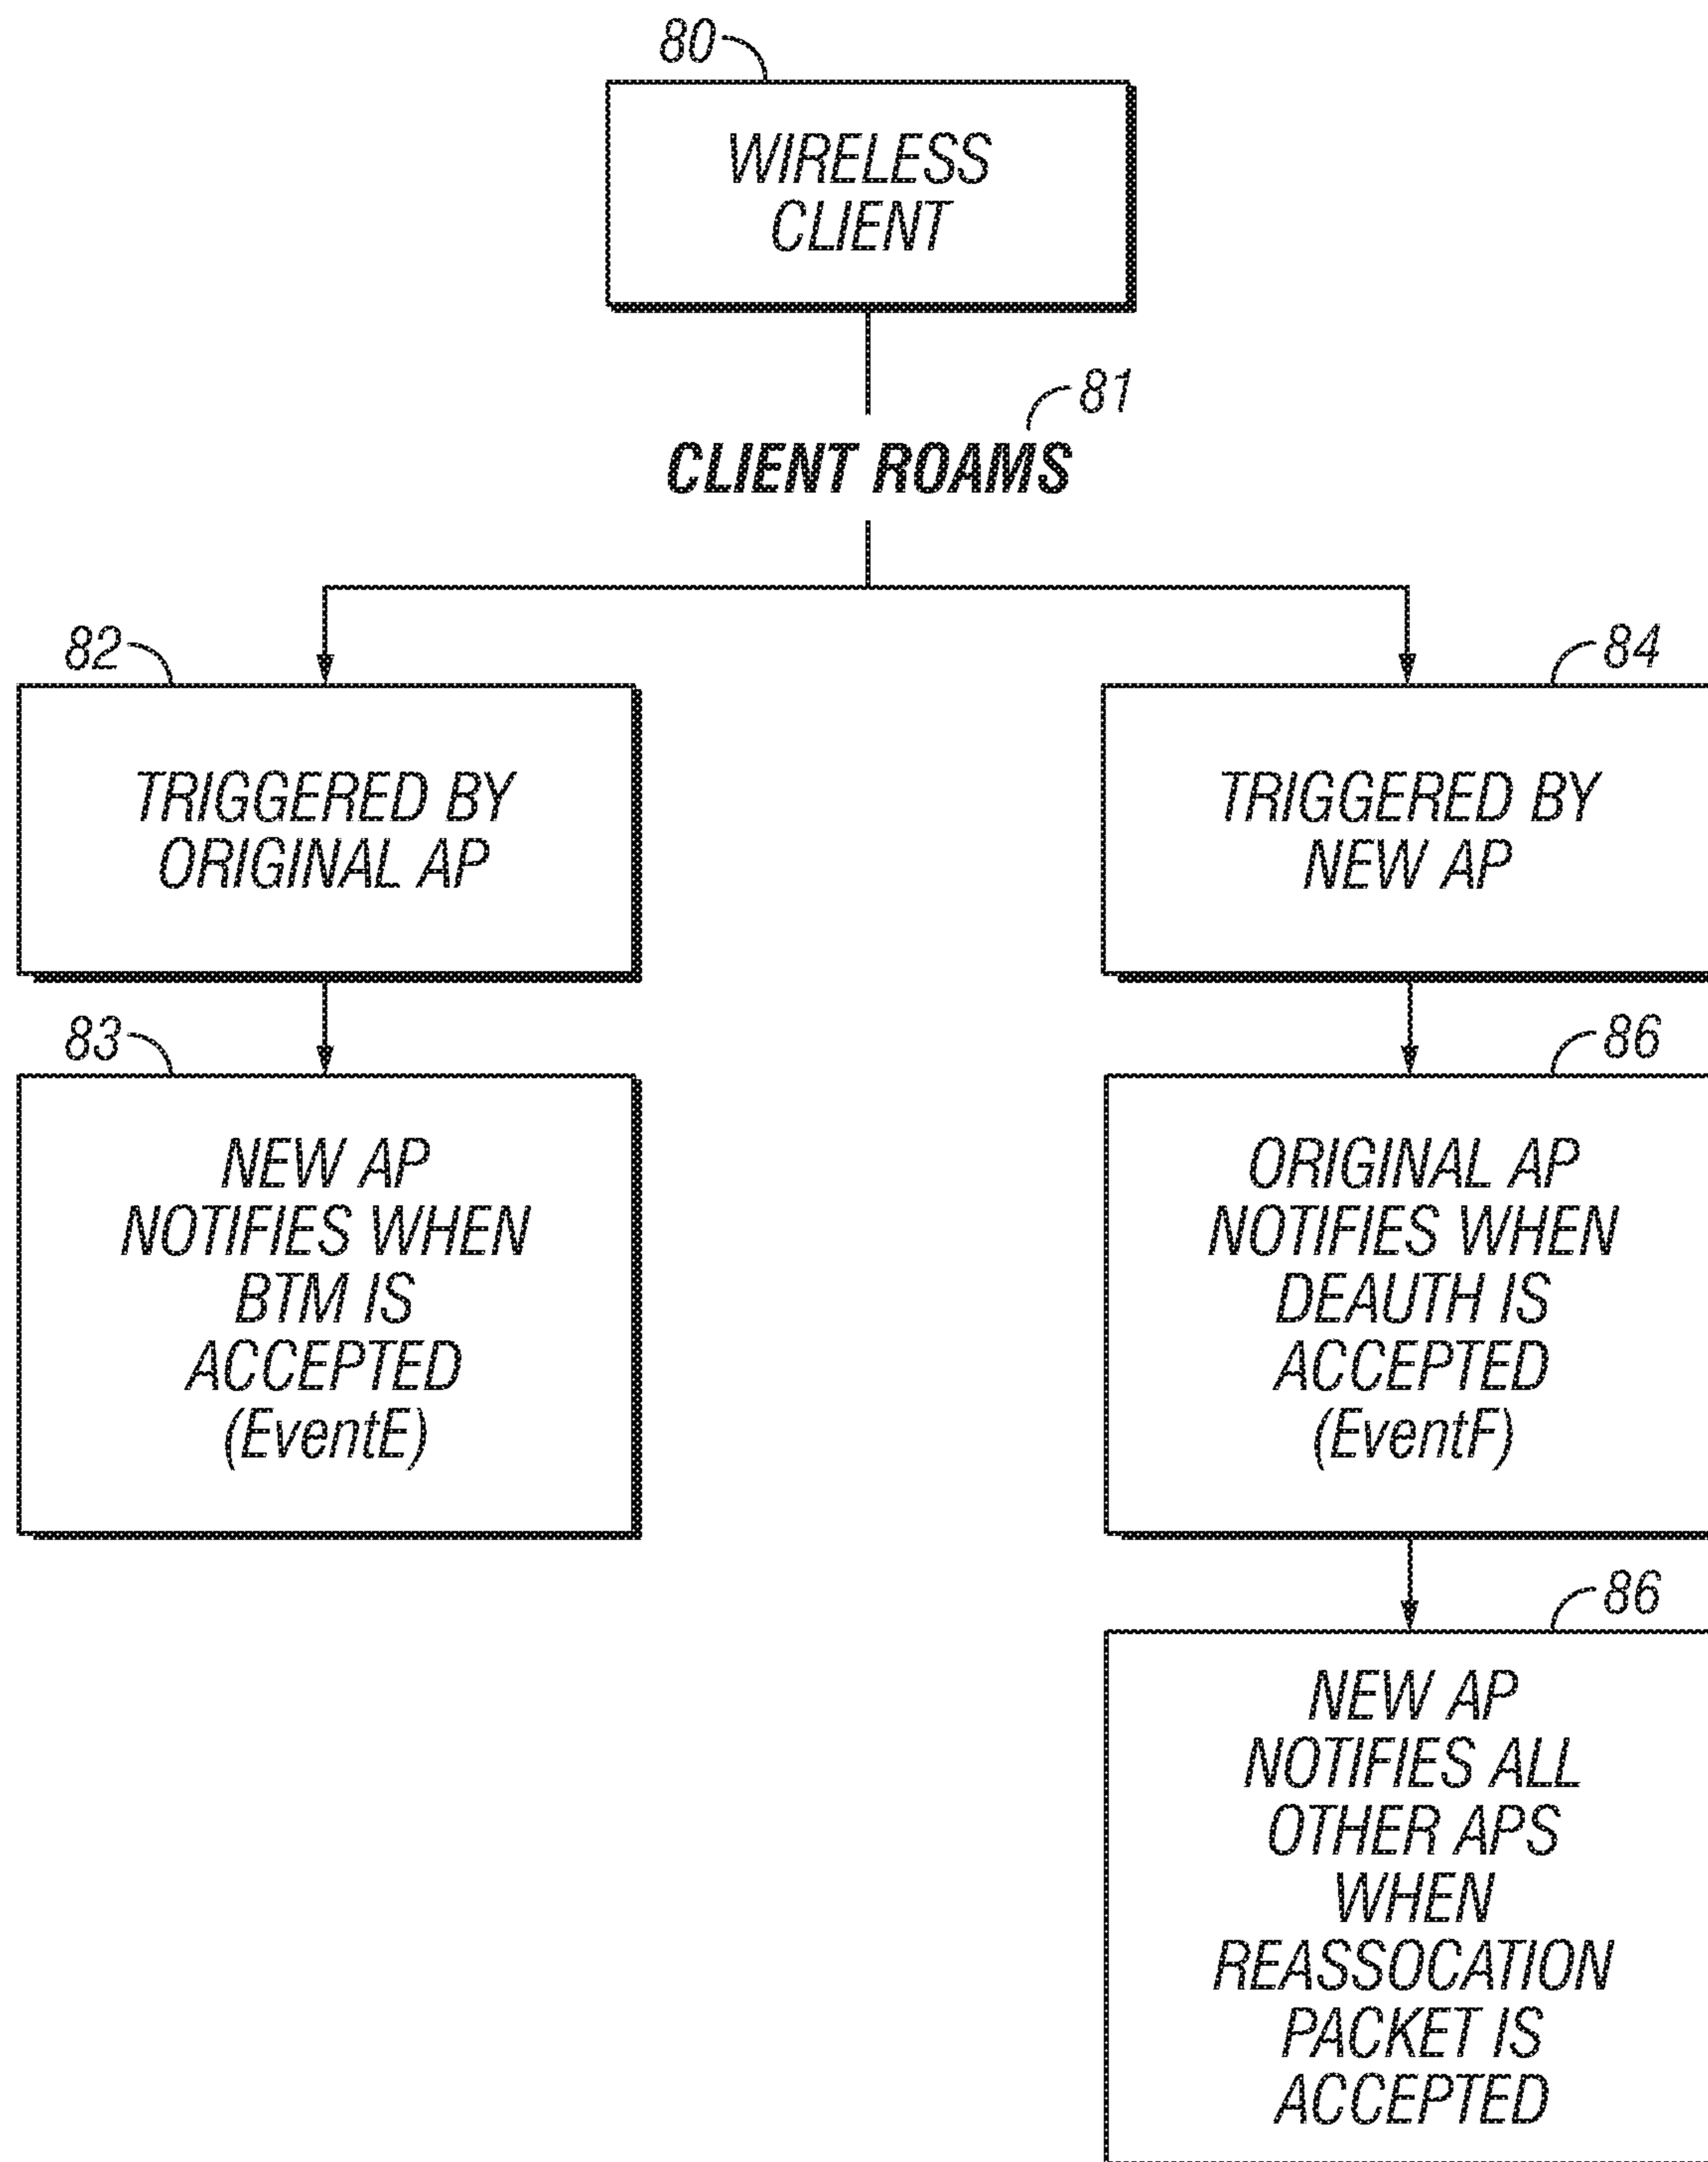 80
WIRELESS
CLIENT
81
CLIENT ROAMS
82
TRIGGERED BY
ORIGINAL AP
83
NEW AP
NOTIFIES WHEN
BTM IS
ACCEPTED
(EventE)
84
TRIGGERED BY
NEW AP
86
ORIGINAL AP
NOTIFIES WHEN
DEAUTH IS
ACCEPTED
(EventF)
86
NEW AP
NOTIFIES ALL
OTHER APS
WHEN
REASSOCATION
PACKET IS
ACCEPTED